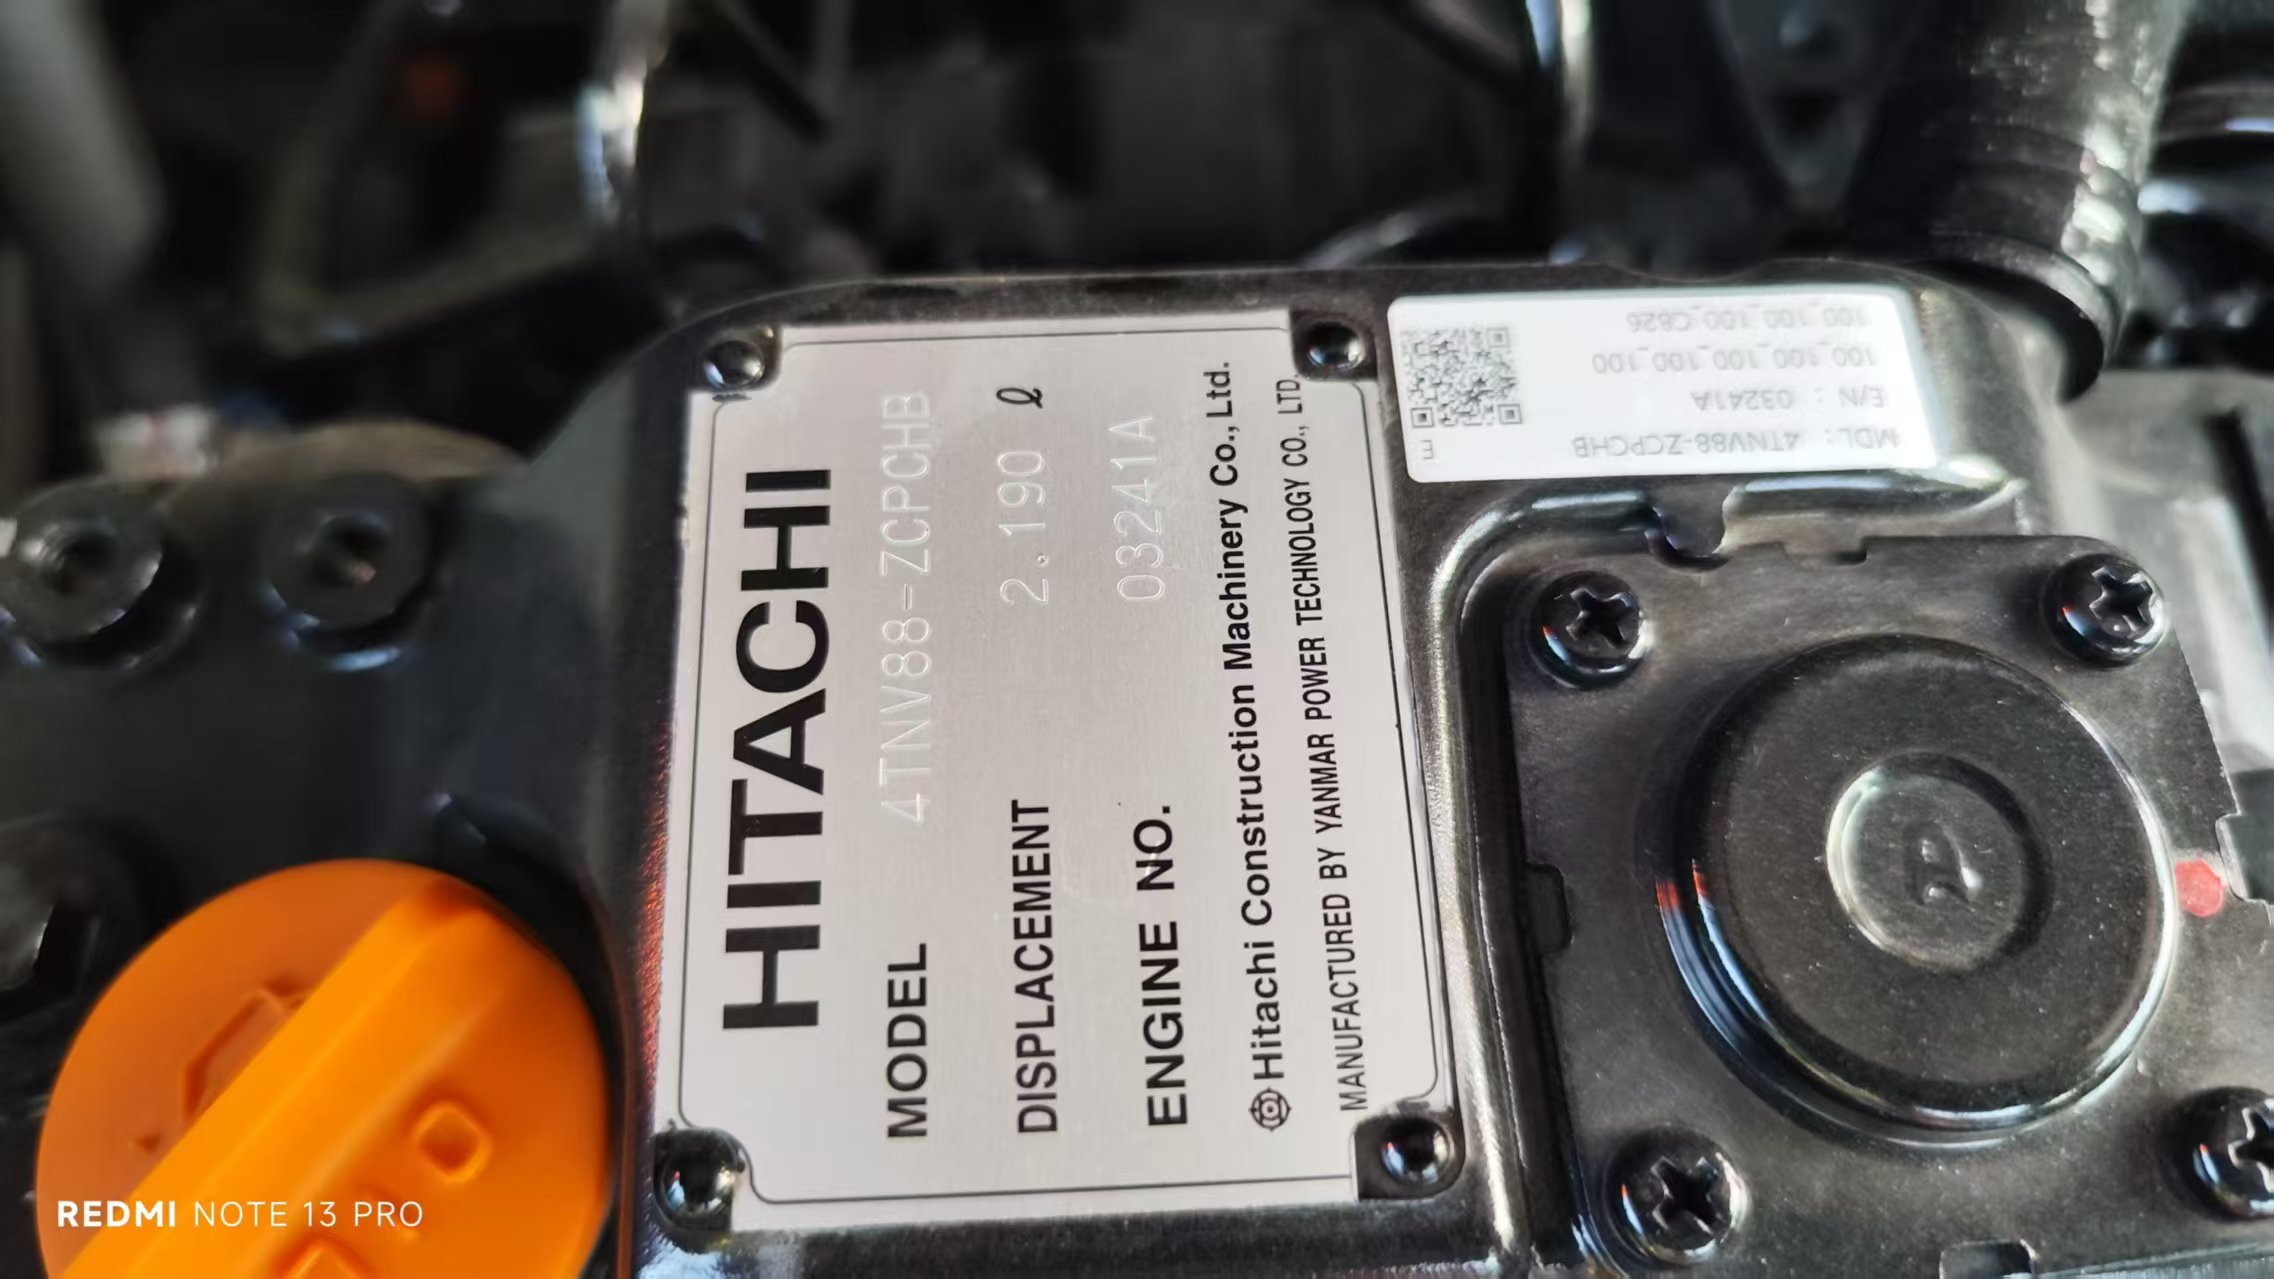 HITACHI
MODEL 4TNV88-ZCPCHB
DISPLACEMENT 2.190 ℓ
ENGINE NO. 03241A
Hitachi Construction Machinery Co., Ltd.
MANUFACTURED BY YANMAR POWER TECHNOLOGY CO., LTD.
MDL: 4TNV88-ZCPCHB
E/N : 03241A
100_100_100_100_100
100_100_100_C626
E
REDMI NOTE 13 PRO